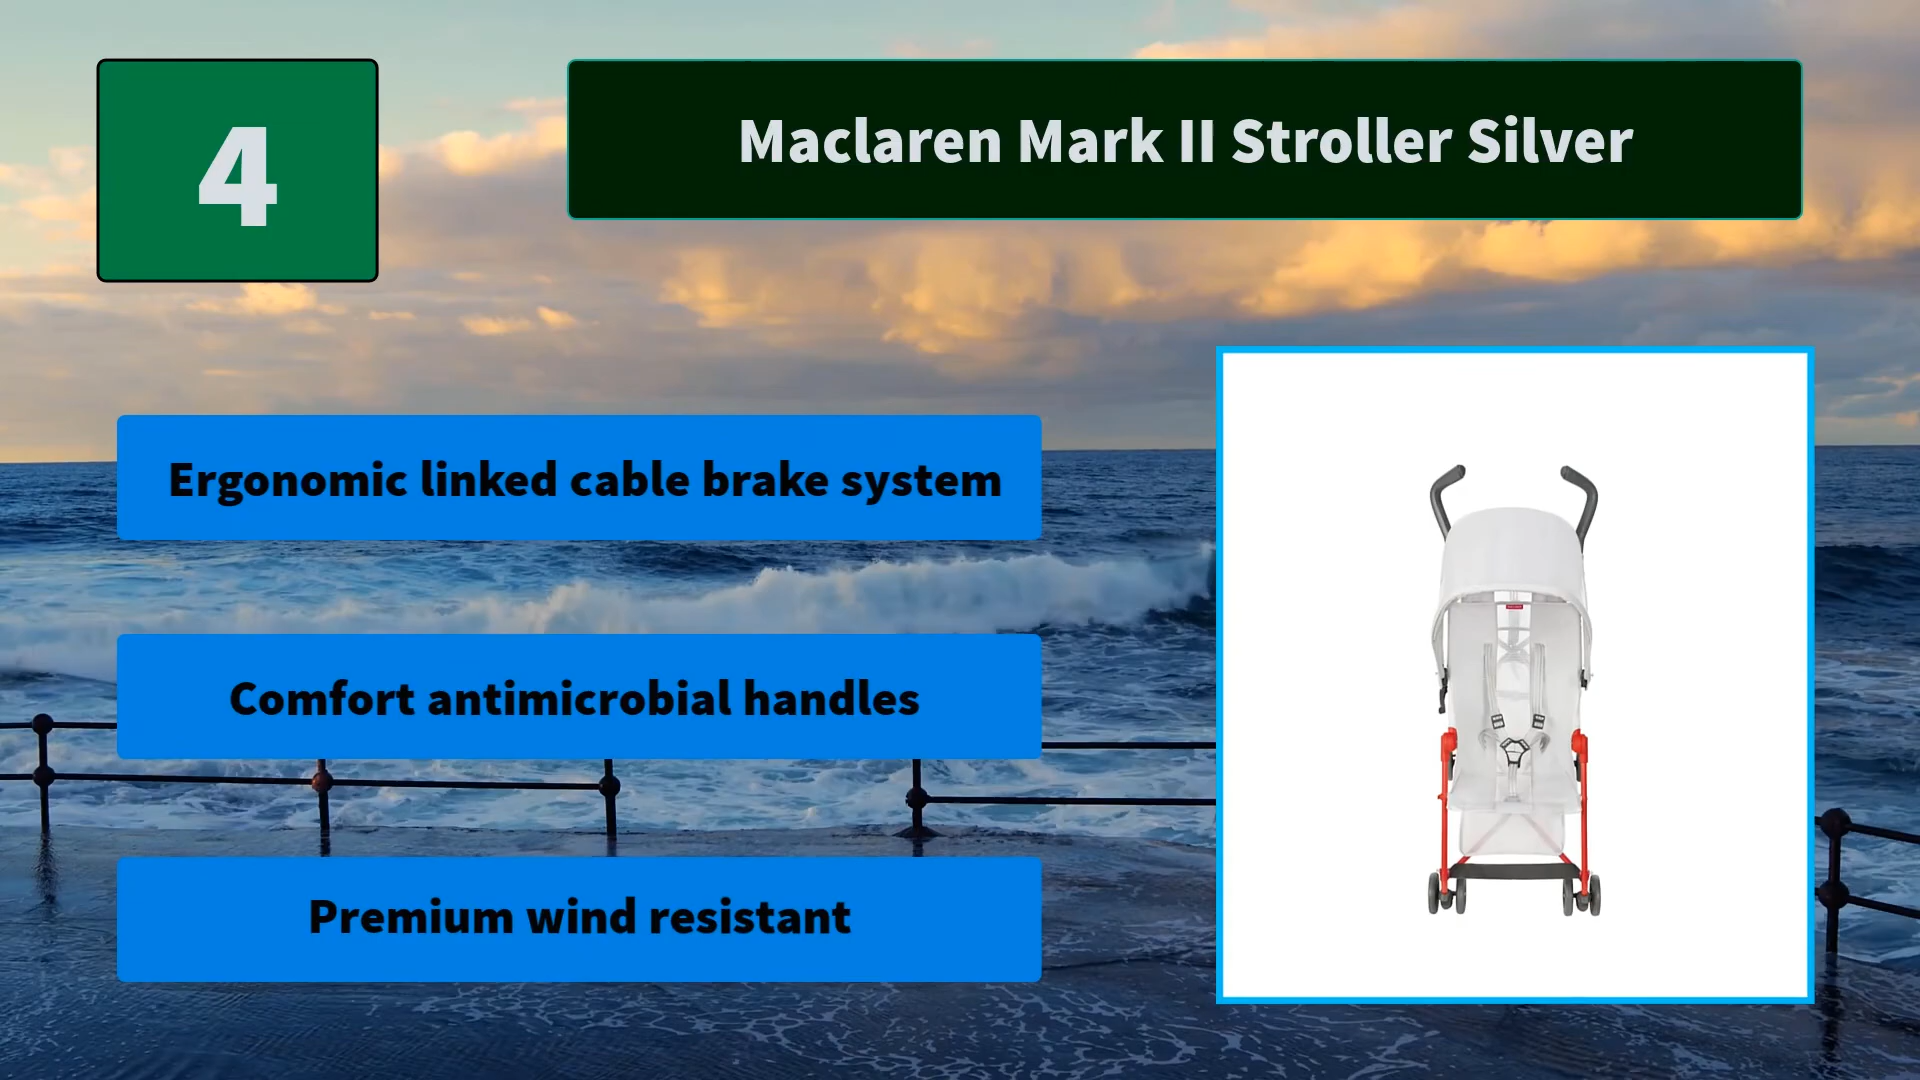 4
Maclaren Mark II Stroller Silver
Ergonomic linked cable brake system
Comfort antimicrobial handles
Premium wind resistant